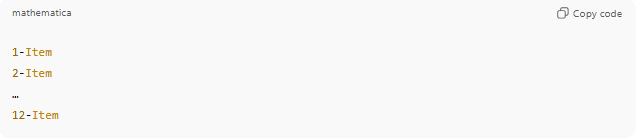 mathematica
Copy code
1-Item
2-Item
…
12-Item